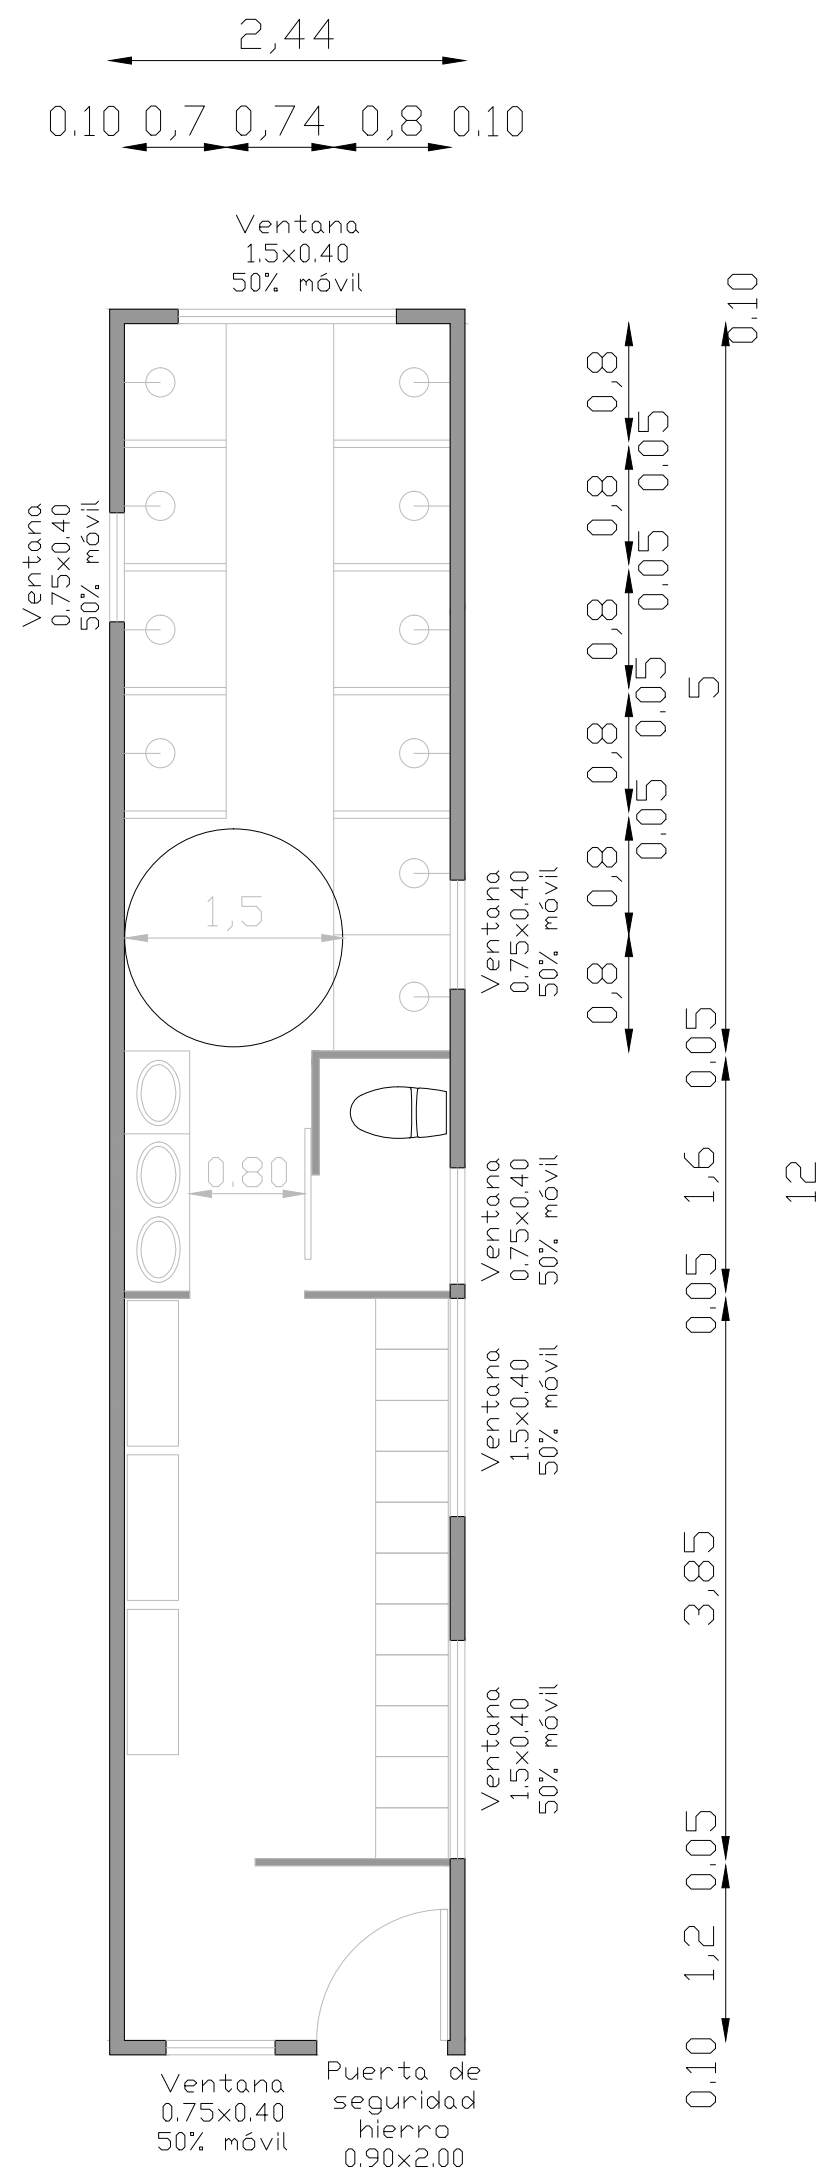 2,44
0.10 0,7 0,74 0,8 0.10
Ventana
1.5x0.40
50% móvil
0.10
0,8
0.05
Ventana
0.75x0.40
50% móvil
0,8
0.05
0,8
0.05
5
0,8
0.05
0,8
Ventana
0.75x0.40
50% móvil
1,5
0,8
0.05
0.80
Ventana
0.75x0.40
50% móvil
1,6
12
0.05
Ventana
1.5x0.40
50% móvil
3,85
Ventana
1.5x0.40
50% móvil
0.05
1,2
0.10
Ventana
0.75x0.40
50% móvil
Puerta de
seguridad
hierro
0.90x2.00